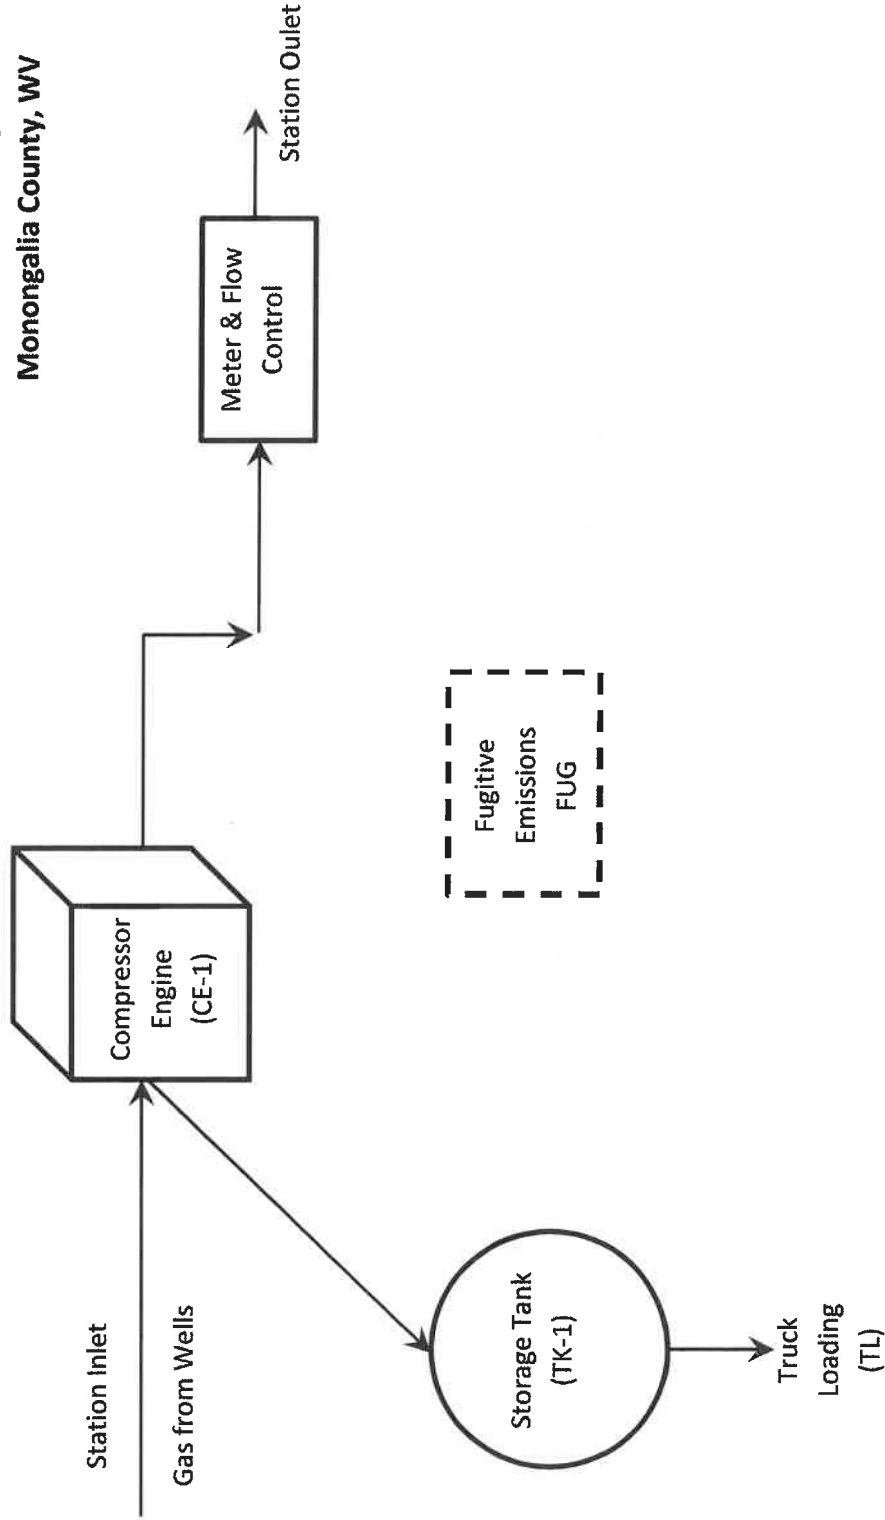 Monongalia County, WV
Station Inlet
Gas from Wells
Compressor
Engine
(CE-1)
Meter & Flow
Control
Station Oulet
Storage Tank
(TK-1)
Truck
Loading
(TL)
Fugitive
Emissions
FUG